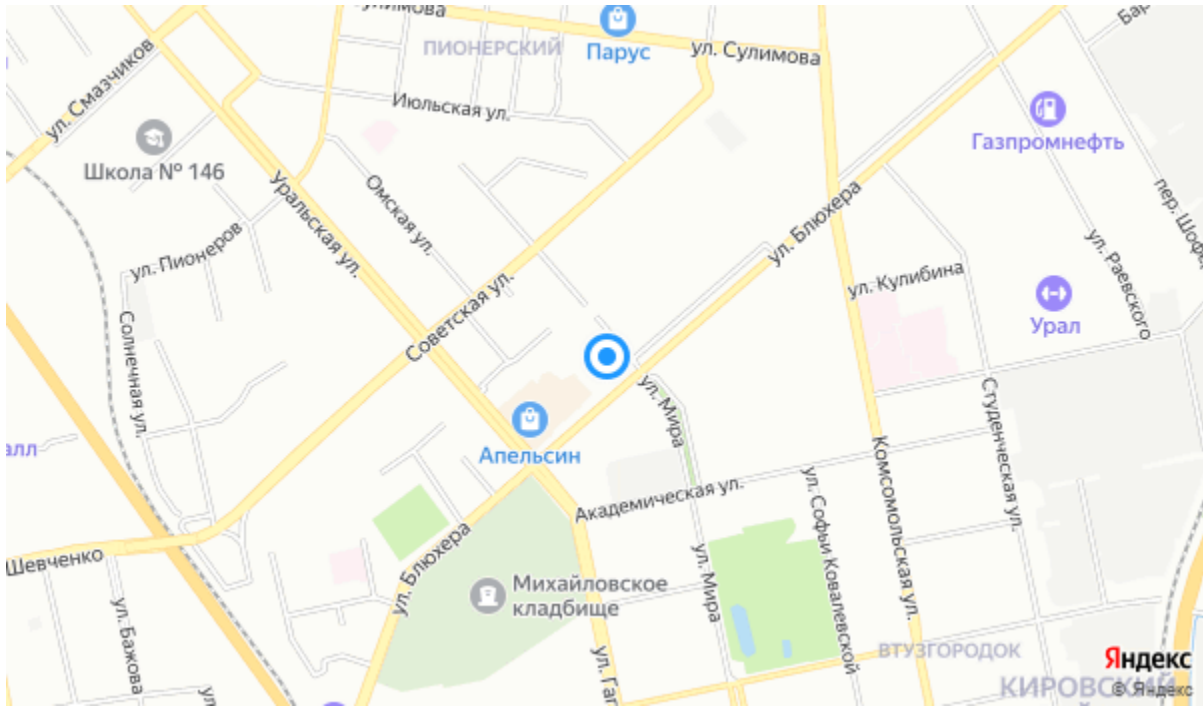 Сулимова
ПИОНЕРСКИЙ
Парус
ул. Сулимова
ул. Смазчиков
Июльская ул.
Газпромнефть
Школа № 146
Уральская ул.
Омская ул.
ул. Блюхера
ул. Раевского
ул. Пионеров
ул. Кулибина
Урал
Солнечная ул.
Советская ул.
ул. Мира
Студенческая ул.
Апельсин
Комсомольская ул.
Академическая ул.
ул. Софьи Ковалевской
Шевченко
ул. Блюхера
ул. Бажова
Михайловское
кладбище
ул. Мира
ВТУЗГОРОДОК
Яндекс
КИРОВСКИЙ
© Яндекс